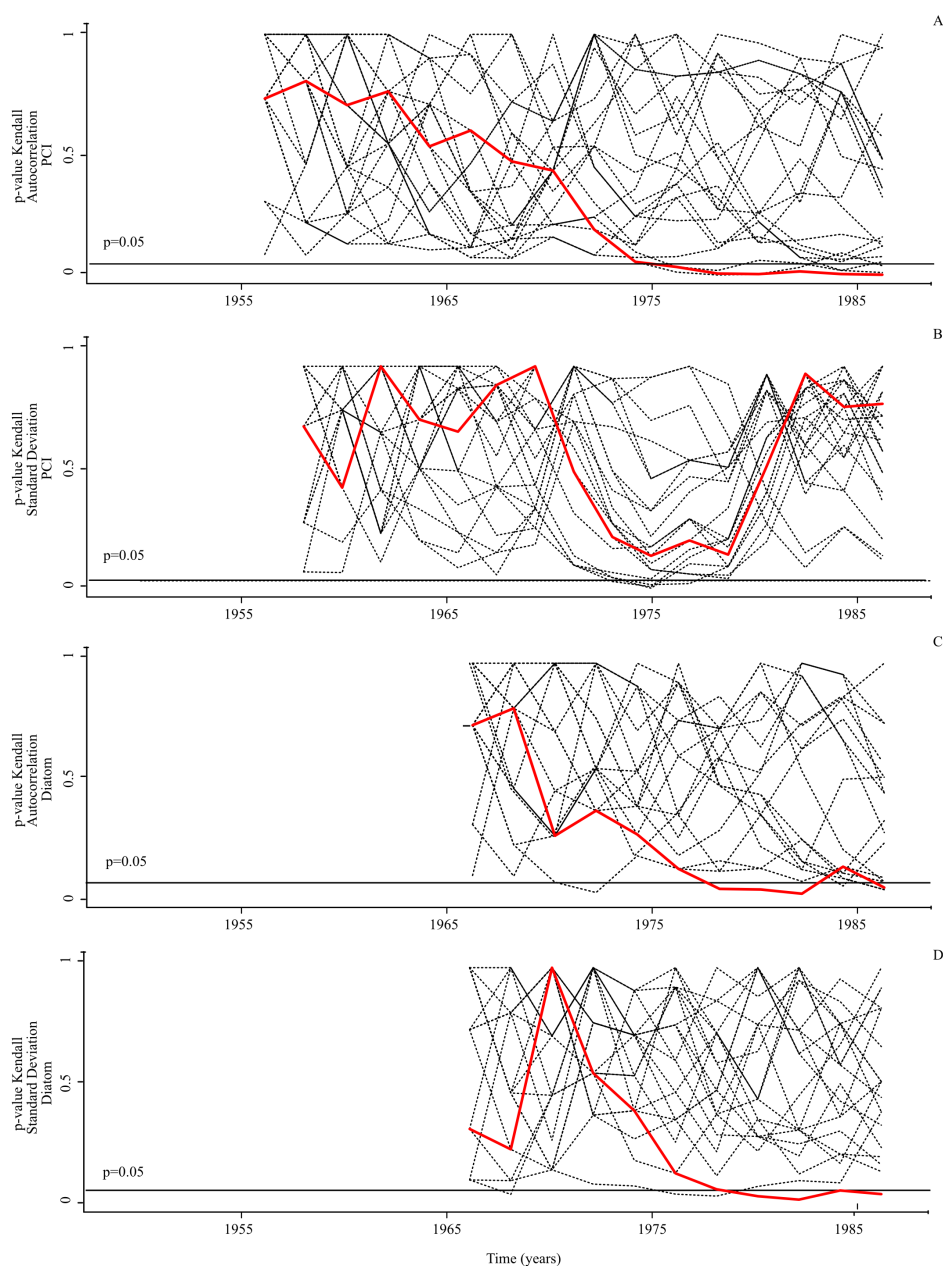 A
p-value Kendall
Autocorrelation
PCI
1
0.5
0
p=0.05
1955 1965 1975 1985
B
p-value Kendall
Standard Deviation
PCI
1
0.5
0
p=0.05
1955 1965 1975 1985
C
p-value Kendall
Autocorrelation
Diatom
1
0.5
0
p=0.05
1955 1965 1975 1985
D
p-value Kendall
Standard Deviation
Diatom
1
0.5
0
p=0.05
1955 1965 1975 1985
Time (years)